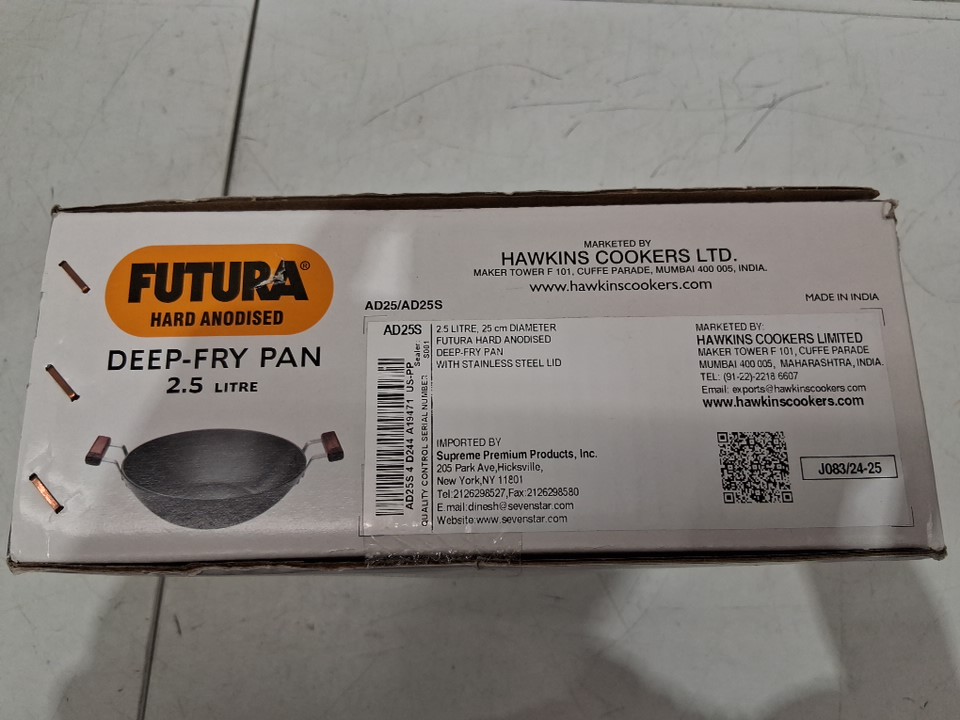 FUTURA®
HARD ANODISED
DEEP-FRY PAN
2.5 LITRE
MARKETED BY
HAWKINS COOKERS LTD.
MAKER TOWER F 101, CUFFE PARADE, MUMBAI 400 005, INDIA.
www.hawkinscookers.com
AD25/AD25S
MADE IN INDIA
AD25S
2.5 LITRE, 25 cm DIAMETER
FUTURA HARD ANODISED
DEEP-FRY PAN
WITH STAINLESS STEEL LID
AD25S 4 D244 A19471 US-PP
QUALITY CONTROL SERIAL NUMBER
Sealer:
S001
IMPORTED BY
Supreme Premium Products, Inc.
205 Park Ave,Hicksville,
New York,NY 11801
Tel:2126298527,Fax:2126298580
E.mail:dinesh@sevenstar.com
Website:www.sevenstar.com
MARKETED BY:
HAWKINS COOKERS LIMITED
MAKER TOWER F 101, CUFFE PARADE
MUMBAI 400 005, MAHARASHTRA, INDIA.
TEL: (91-22)-2218 6607
Email: exports@hawkinscookers.com
www.hawkinscookers.com
J083/24-25